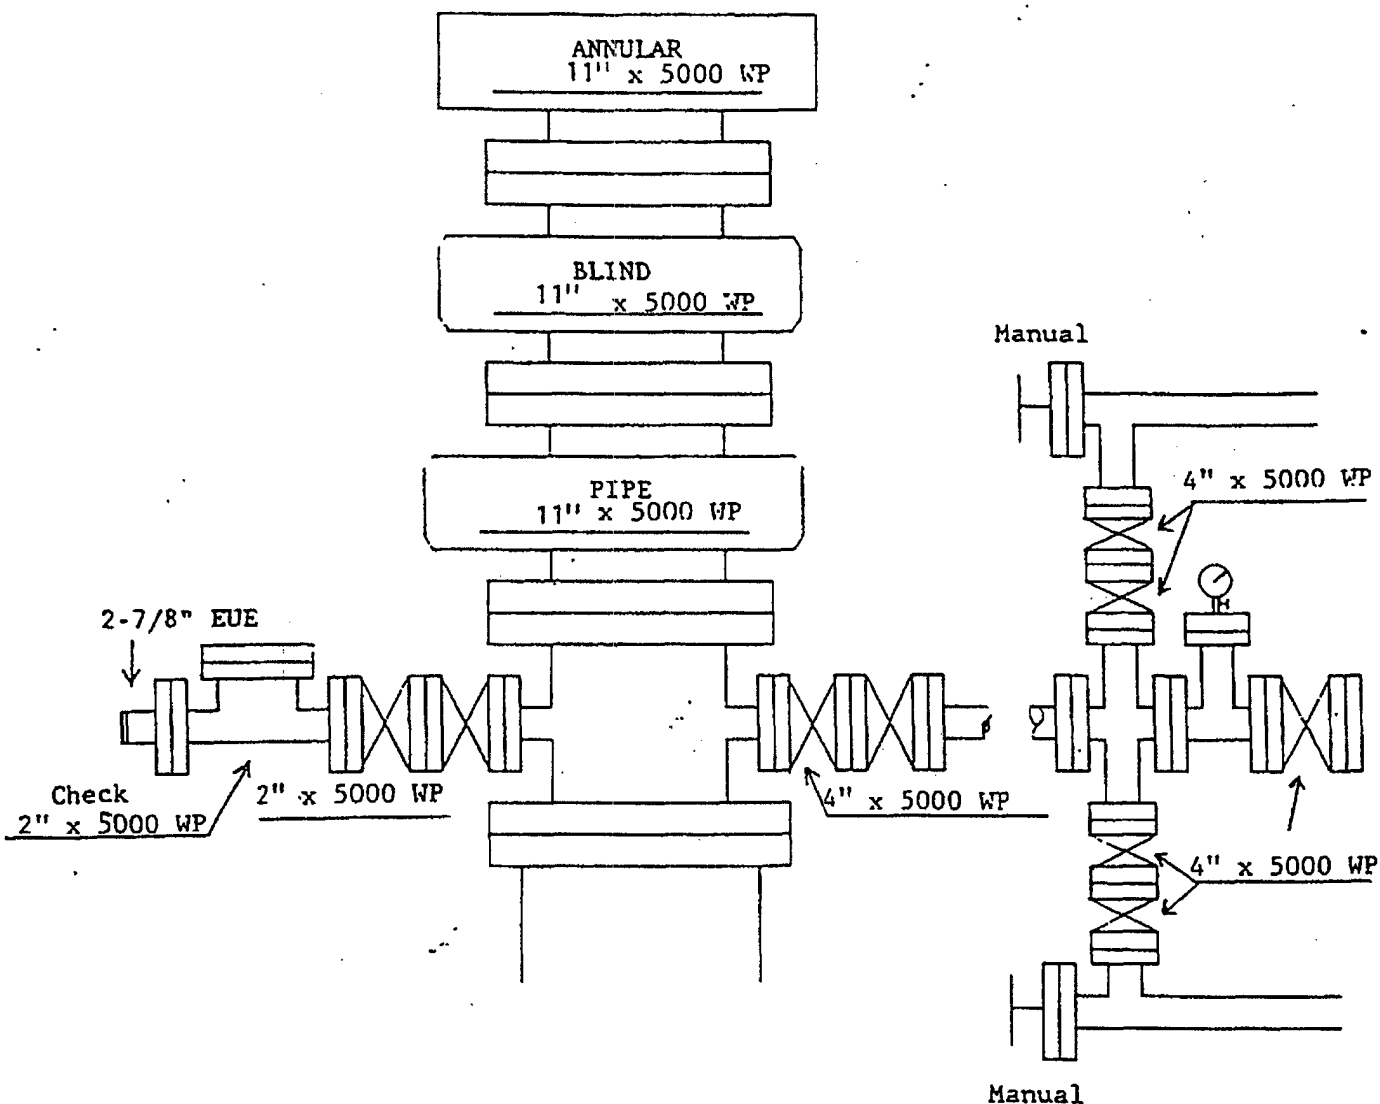 ANNULAR
11" x 5000 WP
BLIND
11" x 5000 WP
PIPE
11" x 5000 WP
Manual
4" x 5000 WP
2-7/8" EUE
Check
2" x 5000 WP
2" x 5000 WP
4" x 5000 WP
4" x 5000 WP
Manual